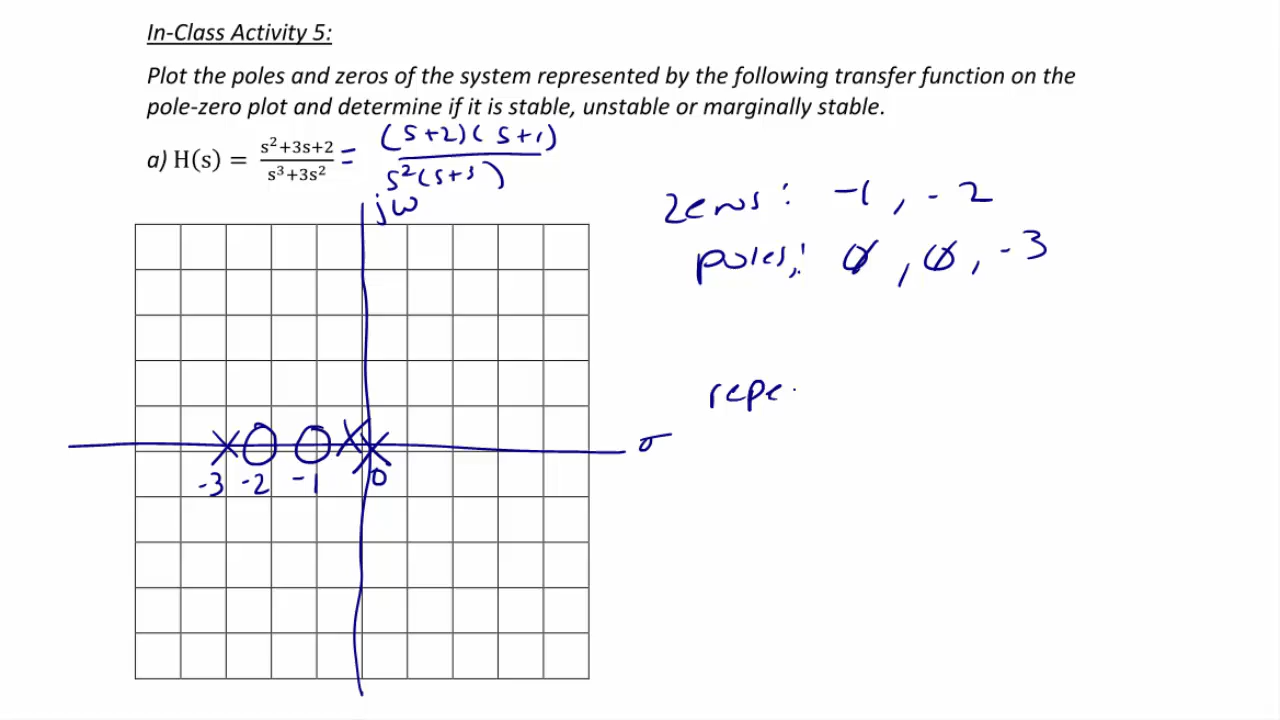 In-Class Activity 5:
Plot the poles and zeros of the system represented by the following transfer function on the
pole-zero plot and determine if it is stable, unstable or marginally stable.
a) H(s) = (s²+3s+2)/(s³+3s²) = (s+2)(s+1)/s²(s+3)
jω
zeros: -1, -2
poles: 0, 0, -3
repe
σ
-3 -2 -1 0